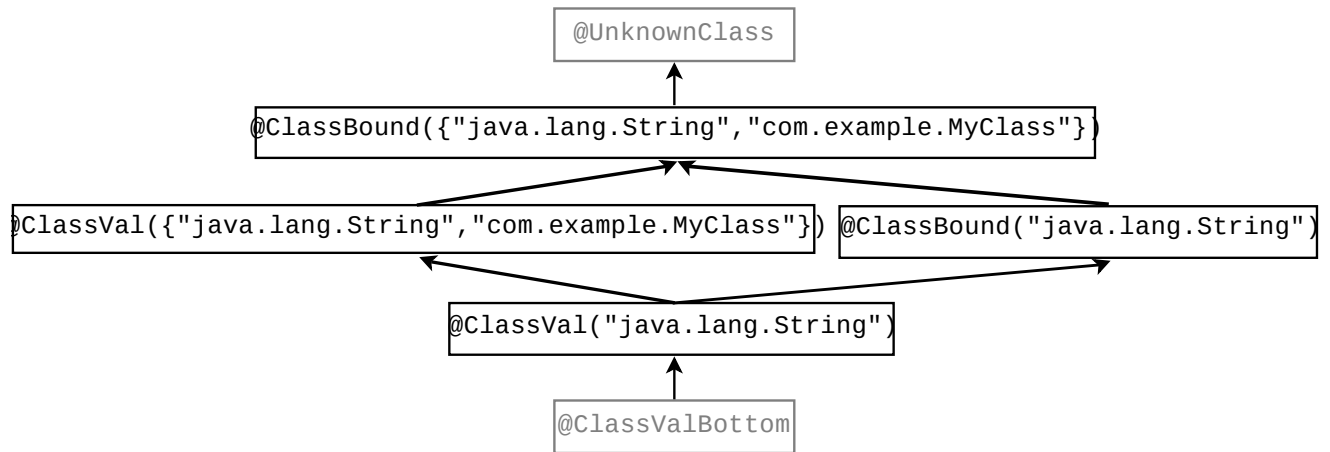 @UnknownClass
@ClassBound({"java.lang.String","com.example.MyClass"})
@ClassVal({"java.lang.String","com.example.MyClass"})
@ClassBound("java.lang.String")
@ClassVal("java.lang.String")
@ClassValBottom